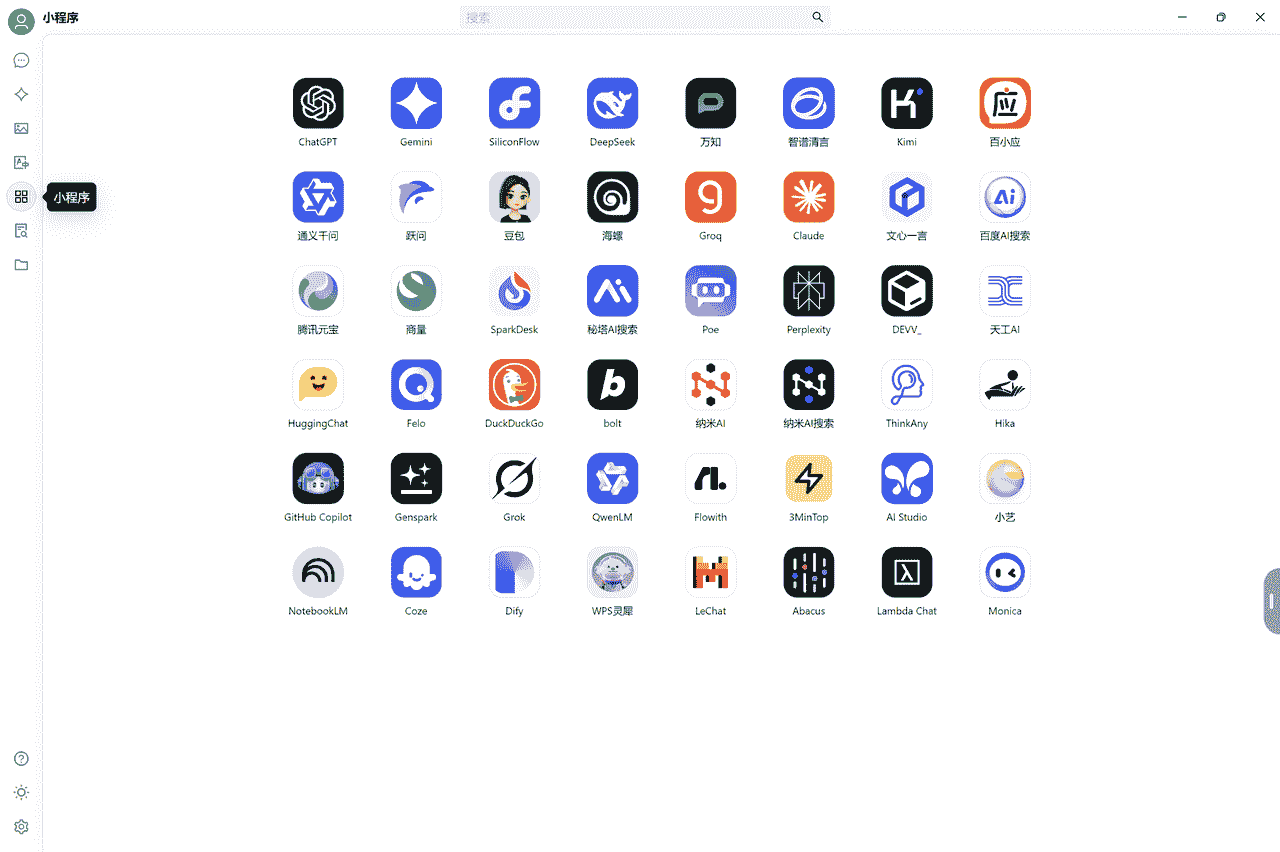 小程序
搜索
ChatGPT
Gemini
SiliconFlow
DeepSeek
万知
智谱清言
Kimi
百小应
小程序
通义千问
跃问
豆包
海螺
Groq
Claude
文心一言
百度AI搜索
腾讯元宝
商量
SparkDesk
秘塔AI搜索
Poe
Perplexity
DEVV_
天工AI
HuggingChat
Felo
DuckDuckGo
bolt
纳米AI
纳米AI搜索
ThinkAny
Hika
GitHub Copilot
Genspark
Grok
QwenLM
Flowith
3MinTop
AI Studio
小艺
NotebookLM
Coze
Dify
WPS灵犀
LeChat
Abacus
Lambda Chat
Monica